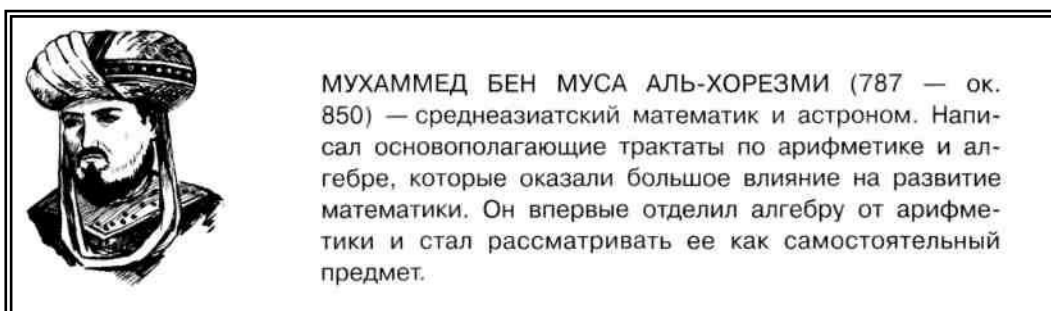 МУХАММЕД БЕН МУСА АЛЬ-ХОРЕЗМИ (787 — ок.
850) — среднеазиатский математик и астроном. Напи-
сал основополагающие трактаты по арифметике и ал-
гебре, которые оказали большое влияние на развитие
математики. Он впервые отделил алгебру от арифме-
тики и стал рассматривать ее как самостоятельный
предмет.